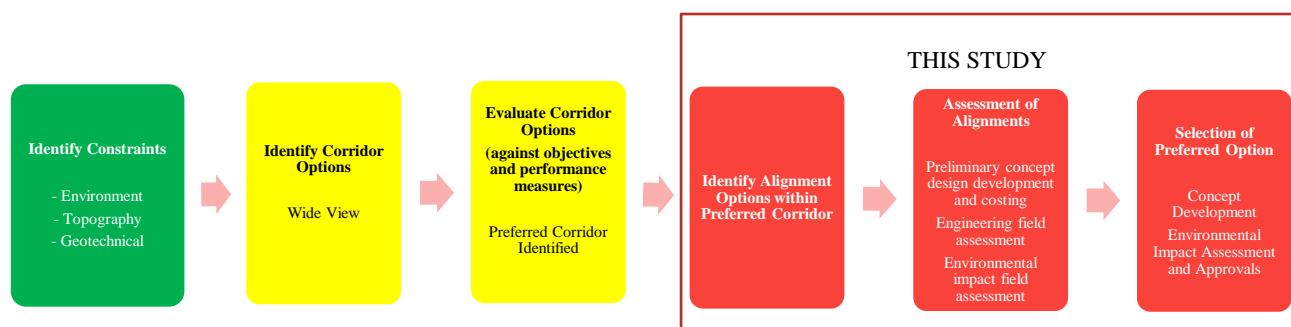 THIS STUDY
Identify Constraints
- Environment
- Topography
- Geotechnical
Identify Corridor
Options
Wide View
Evaluate Corridor
Options
(against objectives
and performance
measures)
Preferred Corridor
Identified
Identify Alignment
Options within
Preferred Corridor
Assessment of
Alignments
Preliminary concept
design development
and costing
Engineering field
assessment
Environmental
impact field
assessment
Selection of
Preferred Option
Concept
Development
Environmental
Impact Assessment
and Approvals